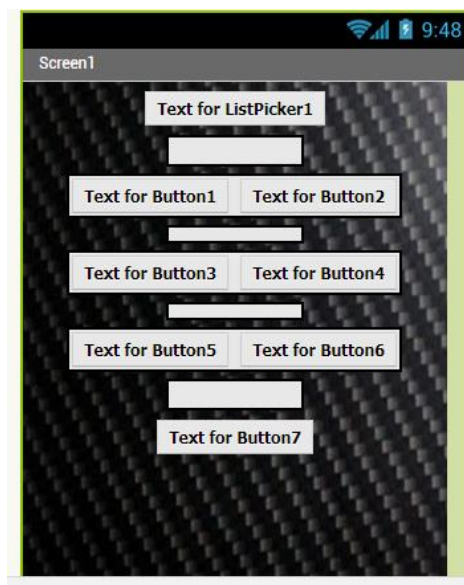 9:48
Screen1
Text for ListPicker1
Text for Button1 Text for Button2
Text for Button3 Text for Button4
Text for Button5 Text for Button6
Text for Button7